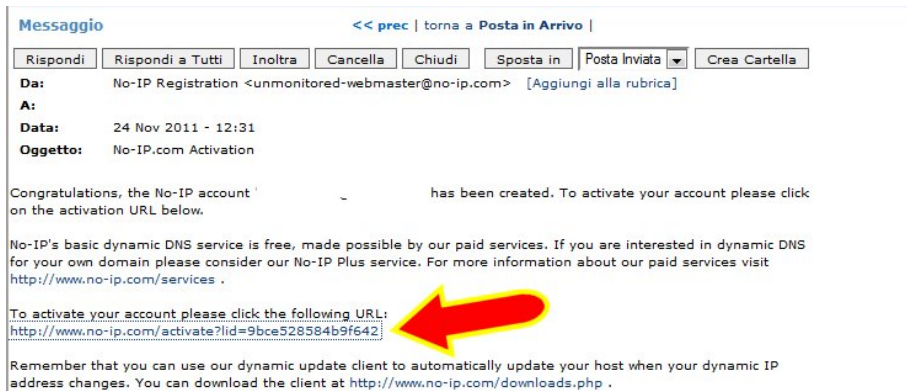 Messaggio << prec | torna a Posta in Arrivo |
Rispondi Rispondi a Tutti Inoltra Cancella Chiudi Sposta in Posta Inviata Crea Cartella
Da: No-IP Registration <unmonitored-webmaster@no-ip.com> [Aggiungi alla rubrica]
A:
Data: 24 Nov 2011 - 12:31
Oggetto: No-IP.com Activation
Congratulations, the No-IP account ' has been created. To activate your account please click
on the activation URL below.
No-IP's basic dynamic DNS service is free, made possible by our paid services. If you are interested in dynamic DNS
for your own domain please consider our No-IP Plus service. For more information about our paid services visit
http://www.no-ip.com/services .
To activate your account please click the following URL:
http://www.no-ip.com/activate?lid=9bce528584b9f642
Remember that you can use our dynamic update client to automatically update your host when your dynamic IP
address changes. You can download the client at http://www.no-ip.com/downloads.php .